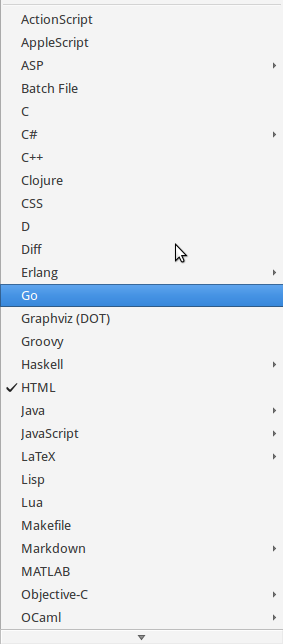 ActionScript
AppleScript
ASP
Batch File
C
C#
C++
Clojure
CSS
D
Diff
Erlang
Go
Graphviz (DOT)
Groovy
Haskell
HTML
Java
JavaScript
LaTeX
Lisp
Lua
Makefile
Markdown
MATLAB
Objective-C
OCaml